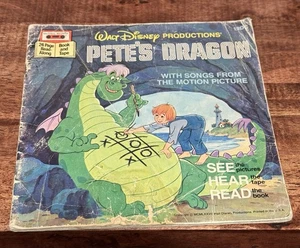 WALT DISNEY PRODUCTIONS'
PETE'S DRAGON
24 Page
Read
Along
Book
and
Tape
WITH SONGS FROM
THE MOTION PICTURE
SEE the pictures
HEAR the tape
READ the book